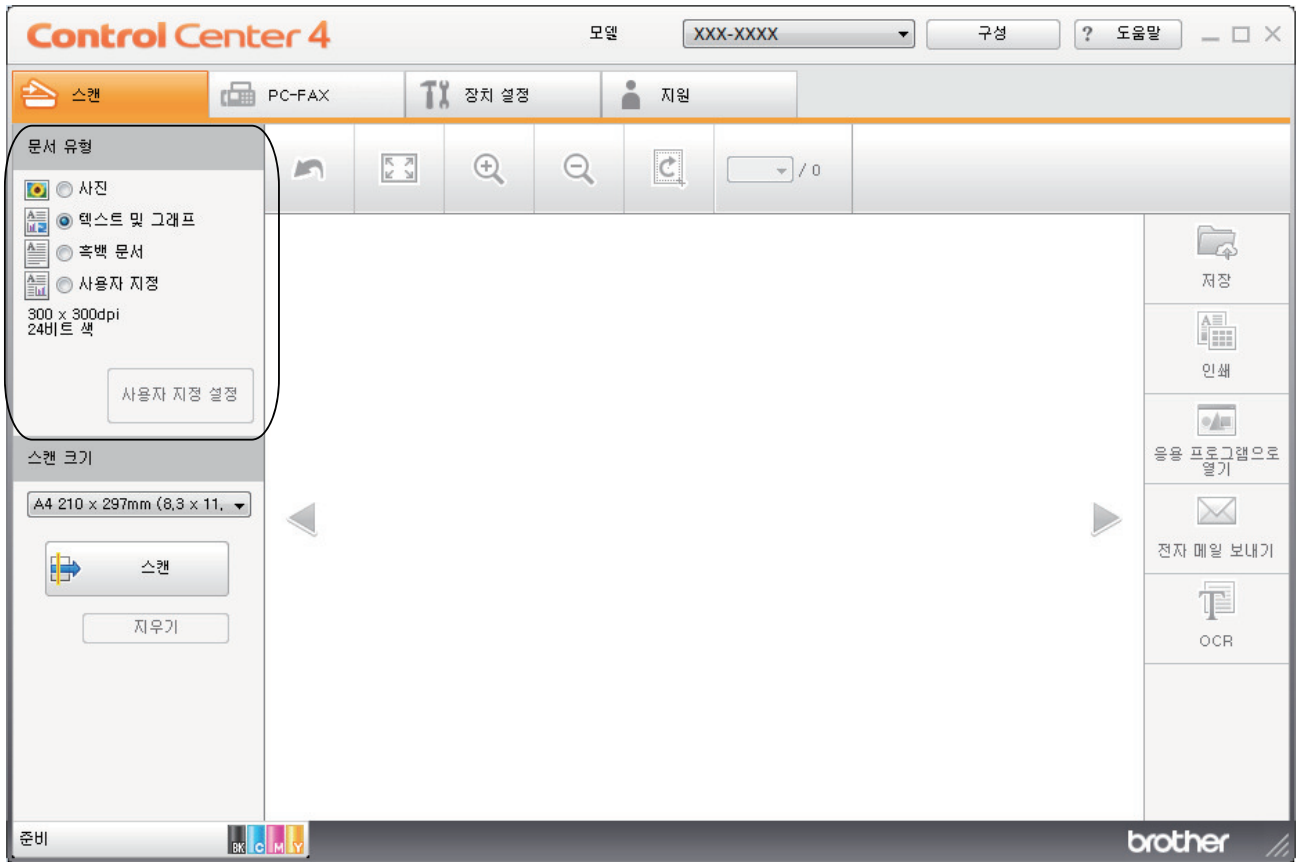 Control Center 4
모델
XXX-XXXX
구성
? 도움말
스캔
PC-FAX
장치 설정
지원
문서 유형
사진
텍스트 및 그래프
흑백 문서
사용자 지정
300 x 300dpi
24비트 색
사용자 지정 설정
/ 0
스캔 크기
A4 210 x 297mm (8,3 x 11,
스캔
지우기
저장
인쇄
응용 프로그램으로
열기
전자 메일 보내기
OCR
준비
BK C M Y
brother